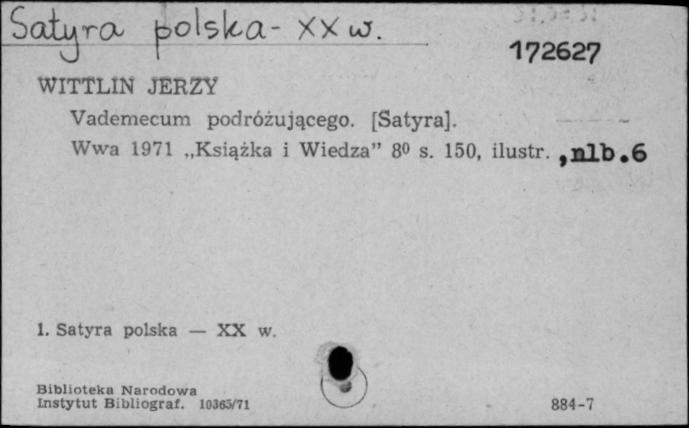 Satyra polska - XX w.
172627
WITTLIN JERZY
Vademecum podróżującego. [Satyra].
Wwa 1971 „Książka i Wiedza” 8⁰ s. 150, ilustr. , nlb.6
1. Satyra polska — XX w.
Biblioteka Narodowa
Instytut Bibliograf. 10365/71
884-7